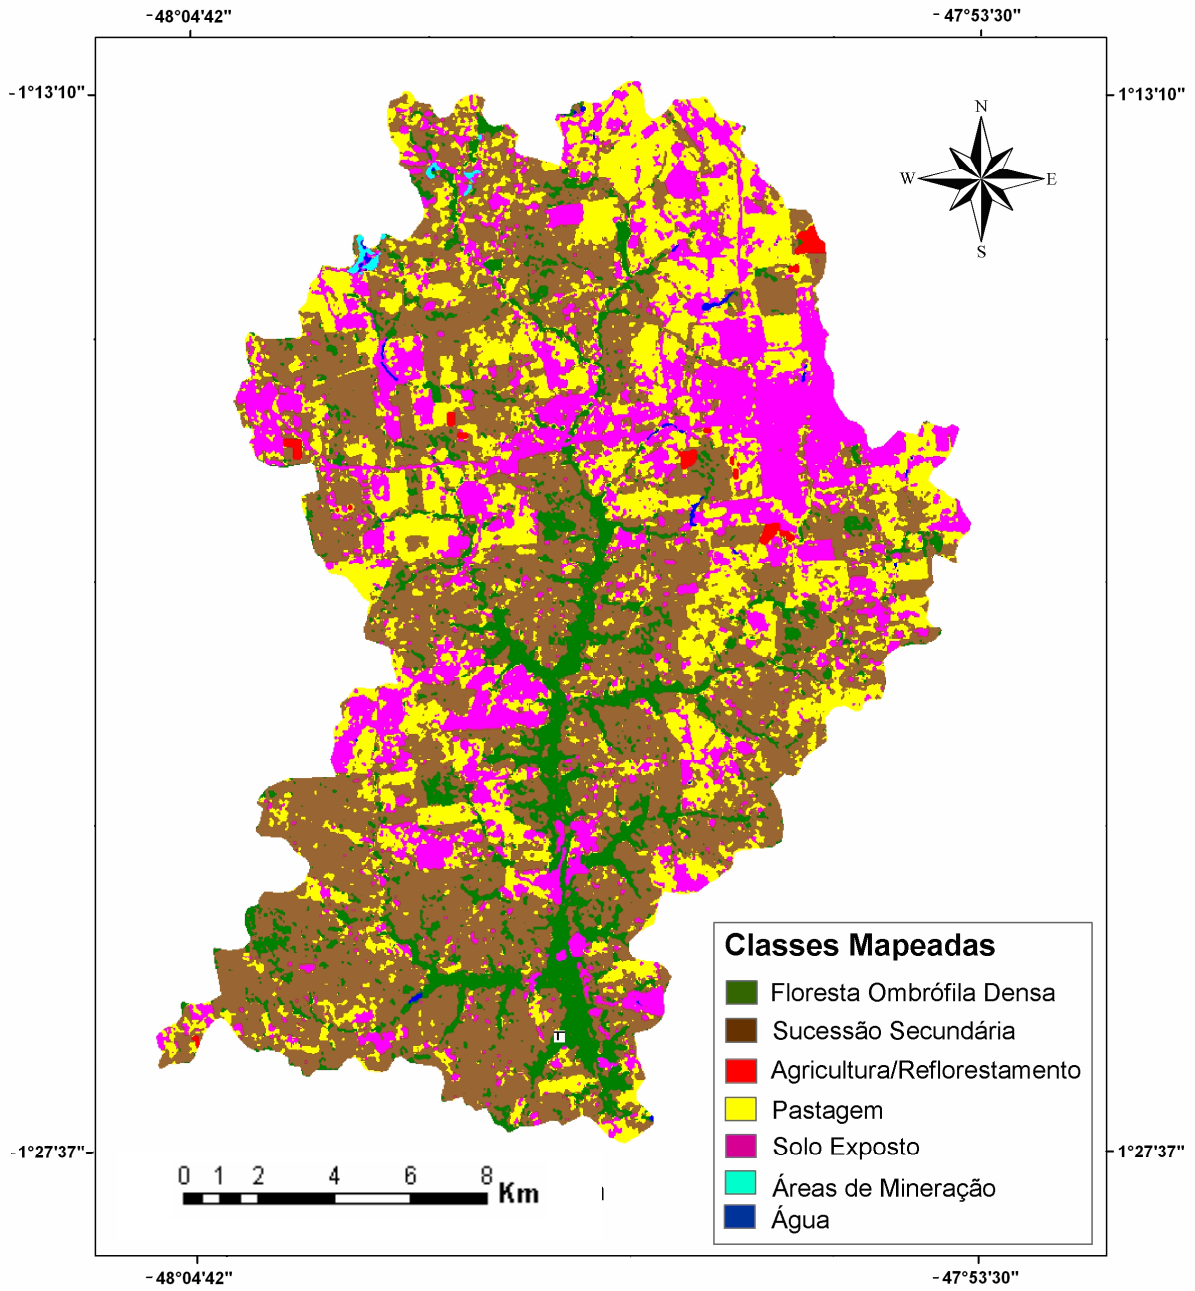 -48°04'42" -47°53'30"
-1°13'10" 1°13'10"
N
W E
S
Classes Mapeadas
Floresta Ombrófila Densa
Sucessão Secundária
Agricultura/Reflorestamento
Pastagem
Solo Exposto
Áreas de Mineração
Água
T
-1°27'37" 1°27'37"
0 1 2 4 6 8 Km
-48°04'42" -47°53'30"